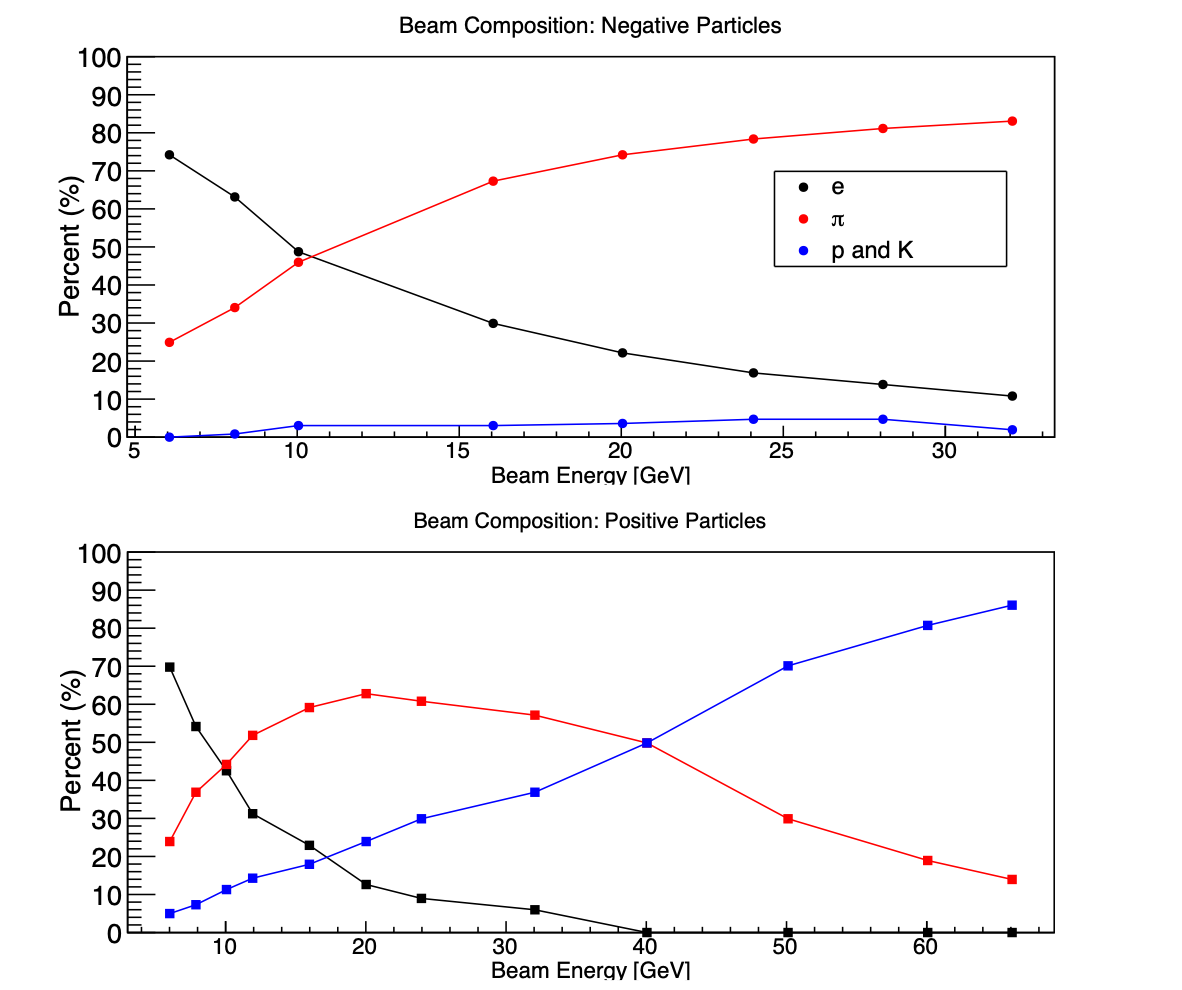 Beam Composition: Negative Particles
100
90
80
70
60
50
40
30
20
10
0
Percent (%)
e
π
p and K
5 10 15 20 25 30
Beam Energy [GeV]
Beam Composition: Positive Particles
100
90
80
70
60
50
40
30
20
10
0
Percent (%)
10 20 30 40 50 60
Beam Energy [GeV]